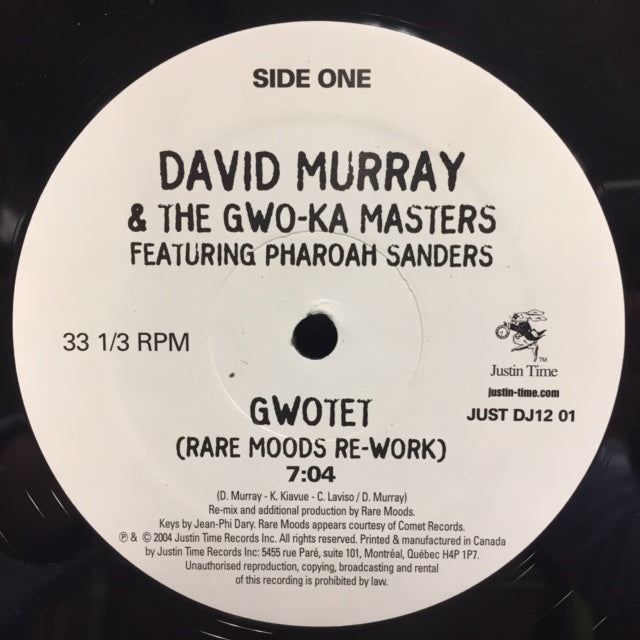 SIDE ONE
DAVID MURRAY
& THE GWO-KA MASTERS
FEATURING PHAROAH SANDERS
33 1/3 RPM
TM
Justin Time
justin-time.com
JUST DJ12 01
GWOTET
(RARE MOODS RE-WORK)
7:04
(D. Murray - K. Kiavue - C. Laviso / D. Murray)
Re-mix and additional production by Rare Moods.
Keys by Jean-Phi Dary. Rare Moods appears courtesy of Comet Records.
℗ & © 2004 Justin Time Records Inc. All rights reserved. Printed & manufactured in Canada
by Justin Time Records Inc: 5455 rue Paré, suite 101, Montréal, Québec H4P 1P7.
Unauthorised reproduction, copying, broadcasting and rental
of this recording is prohibited by law.